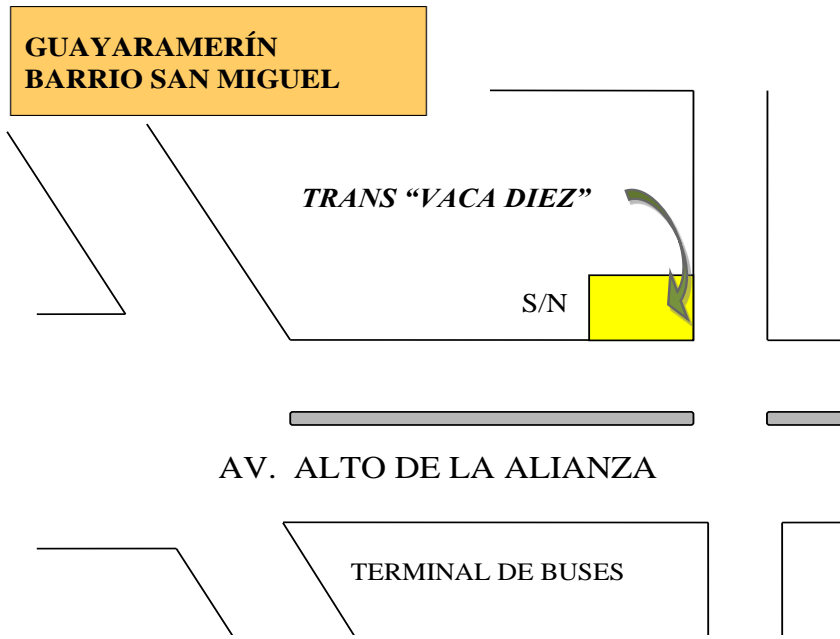 GUAYARAMERÍN
BARRIO SAN MIGUEL
TRANS “VACA DIEZ”
S/N
AV. ALTO DE LA ALIANZA
TERMINAL DE BUSES